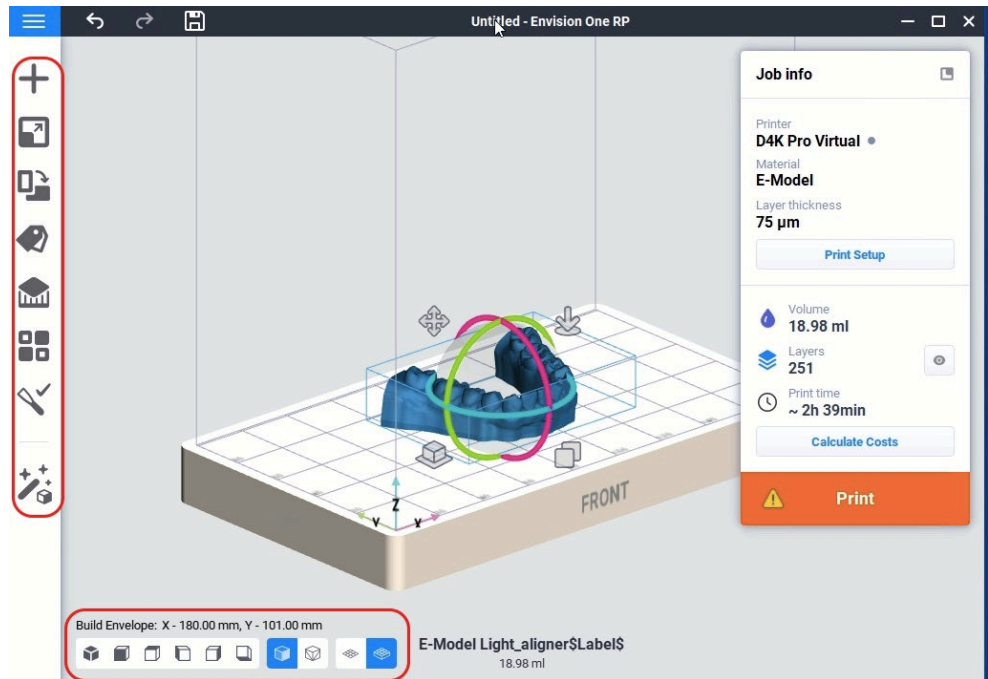 Untitled - Envision One RP
Job info
Printer
D4K Pro Virtual
Material
E-Model
Layer thickness
75 µm
Print Setup
Volume
18.98 ml
Layers
251
Print time
~ 2h 39min
Calculate Costs
Print
FRONT
Z
Y
X
Build Envelope: X - 180.00 mm, Y - 101.00 mm
E-Model Light_aligner$Label$
18.98 ml